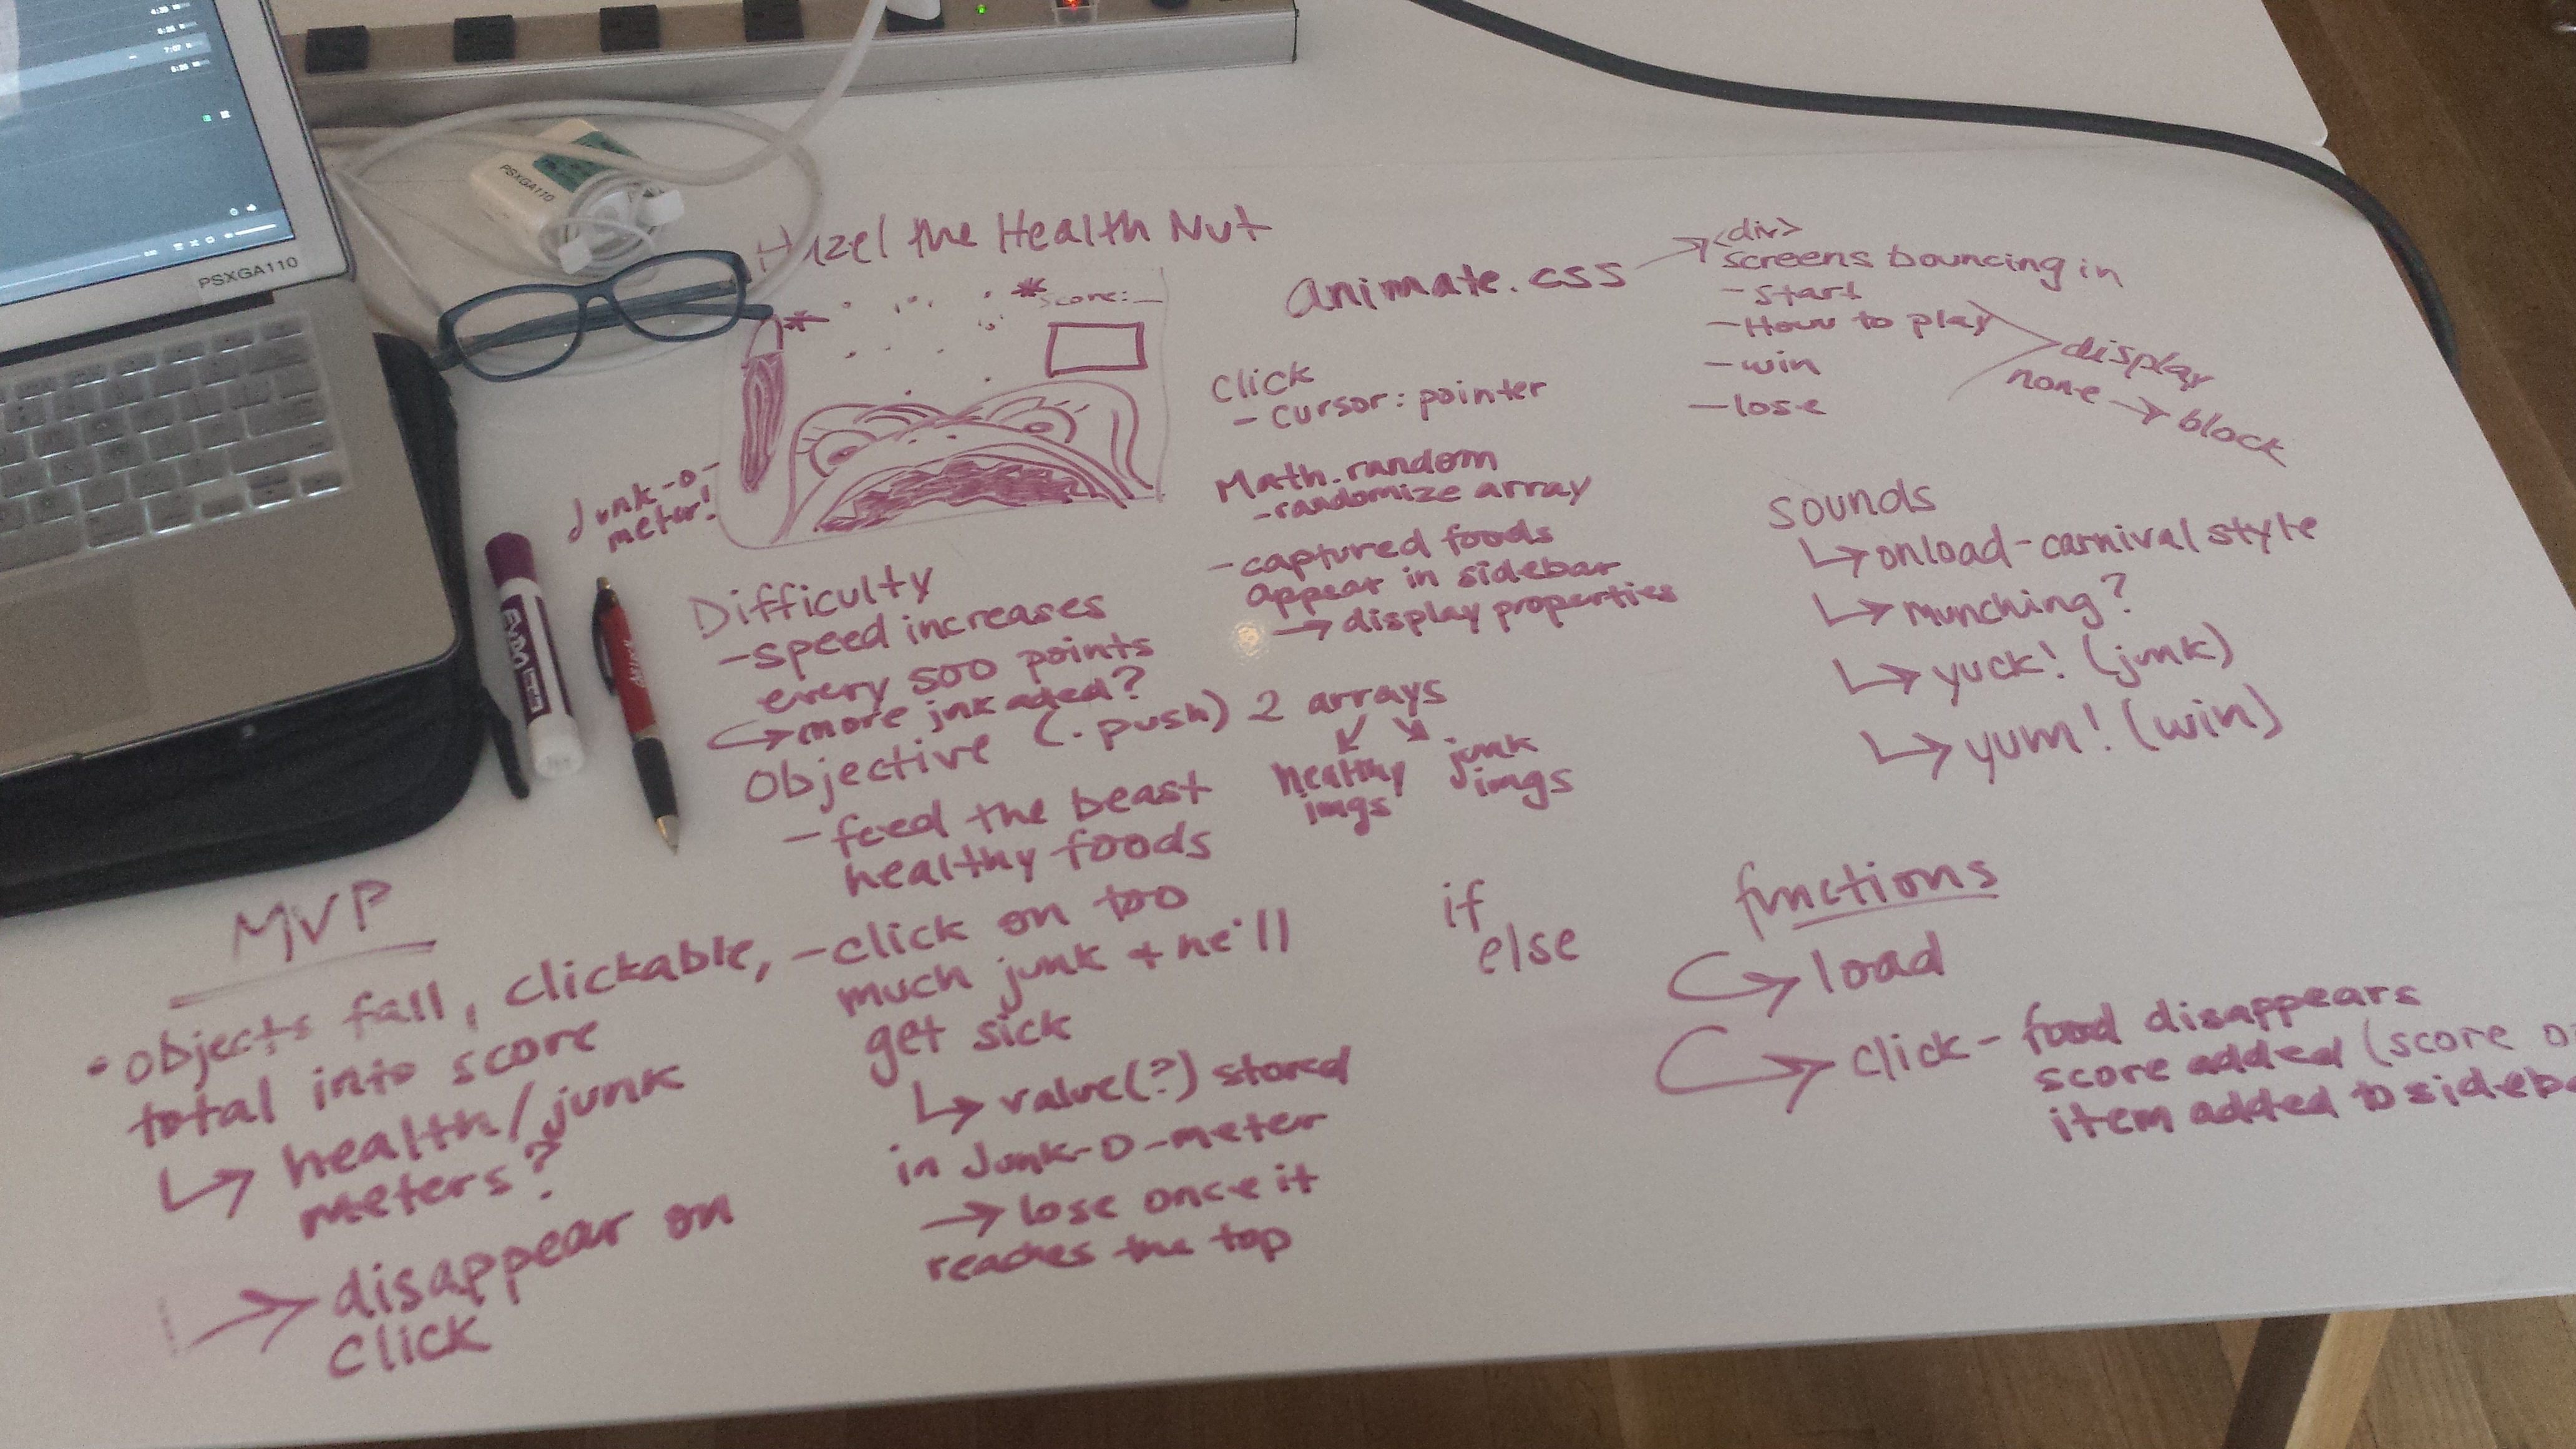 PSXGA110
PSXGA110
EXPO
Hazel the Health Nut
score:_
Junk-o-
meter!
Difficulty
-speed increases
every 500 points
more jnk aded?
Objective (.push) 2 arrays
healthy
imgs
junk
imgs
-feed the beast
healthy foods
-click on too
much junk + he'll
get sick
value(?) stored
in Junk-O-meter
lose once it
reaches the top
MVP
• objects fall, clickable,
total into score
health/junk
meters?
disappear on
click
animate.css
<div>
screens bouncing in
-start
-How to play
-win
-lose
display
none → block
Click
- cursor: pointer
Math.random
-randomize array
-captured foods
appear in sidebar
→ display properties
Sounds
onload-carnival style
munching?
yuck! (junk)
yum! (win)
if
else
functions
load
click - food disappears
score added (score
item added to sideb